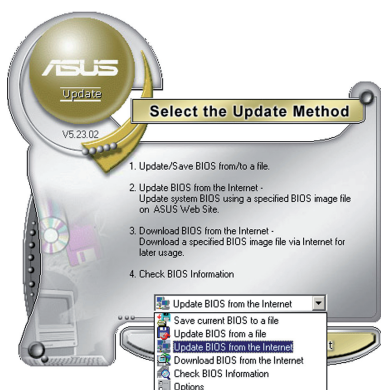 ASUS
Update
V5.23.02
Select the Update Method
1. Update/Save BIOS from/to a file.
2. Update BIOS from the Internet -
Update system BIOS using a specified BIOS image file
on ASUS Web Site.
3. Download BIOS from the Internet -
Download a specified BIOS image file via Internet for
later usage.
4. Check BIOS Information
Update BIOS from the Internet
Save current BIOS to a file
Update BIOS from a file
Update BIOS from the Internet
Download BIOS from the Internet
Check BIOS Information
Options